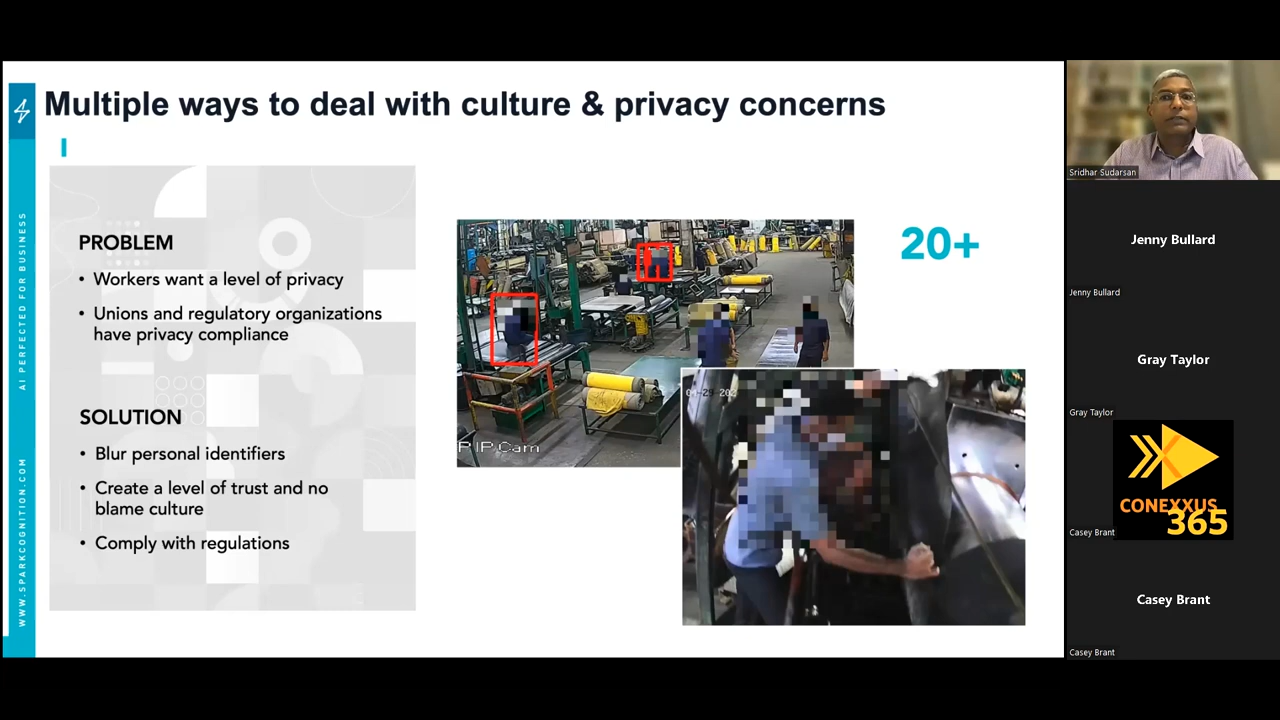 Multiple ways to deal with culture & privacy concerns
AI PERFECTED FOR BUSINESS
WWW.SPARKCOGNITION.COM
PROBLEM
• Workers want a level of privacy
• Unions and regulatory organizations
have privacy compliance
SOLUTION
• Blur personal identifiers
• Create a level of trust and no
blame culture
• Comply with regulations
20+
P IP Cam
Sridhar Sudarsan
Jenny Bullard
Jenny Bullard
Gray Taylor
Gray Taylor
CONEXXUS
365
Casey Brant
Casey Brant
Casey Brant